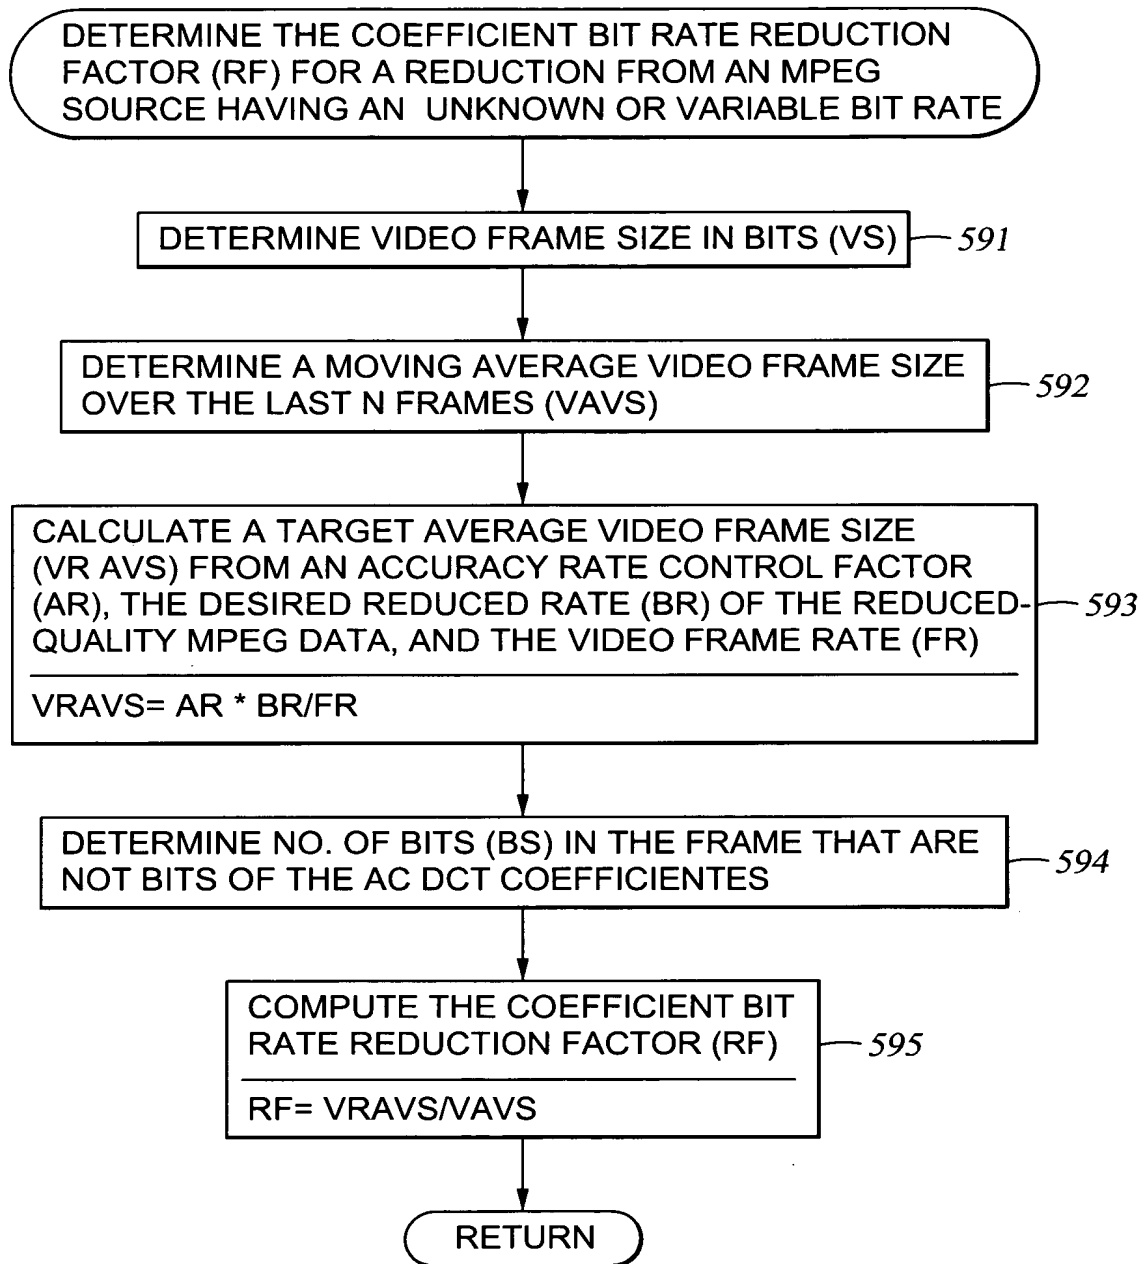 DETERMINE THE COEFFICIENT BIT RATE REDUCTION
FACTOR (RF) FOR A REDUCTION FROM AN MPEG
SOURCE HAVING AN UNKNOWN OR VARIABLE BIT RATE
DETERMINE VIDEO FRAME SIZE IN BITS (VS)
591
DETERMINE A MOVING AVERAGE VIDEO FRAME SIZE
OVER THE LAST N FRAMES (VAVS)
592
CALCULATE A TARGET AVERAGE VIDEO FRAME SIZE
(VR AVS) FROM AN ACCURACY RATE CONTROL FACTOR
(AR), THE DESIRED REDUCED RATE (BR) OF THE REDUCED-
QUALITY MPEG DATA, AND THE VIDEO FRAME RATE (FR)
593
VRAVS= AR * BR/FR
DETERMINE NO. OF BITS (BS) IN THE FRAME THAT ARE
NOT BITS OF THE AC DCT COEFFICIENTES
594
COMPUTE THE COEFFICIENT BIT
RATE REDUCTION FACTOR (RF)
595
RF= VRAVS/VAVS
RETURN